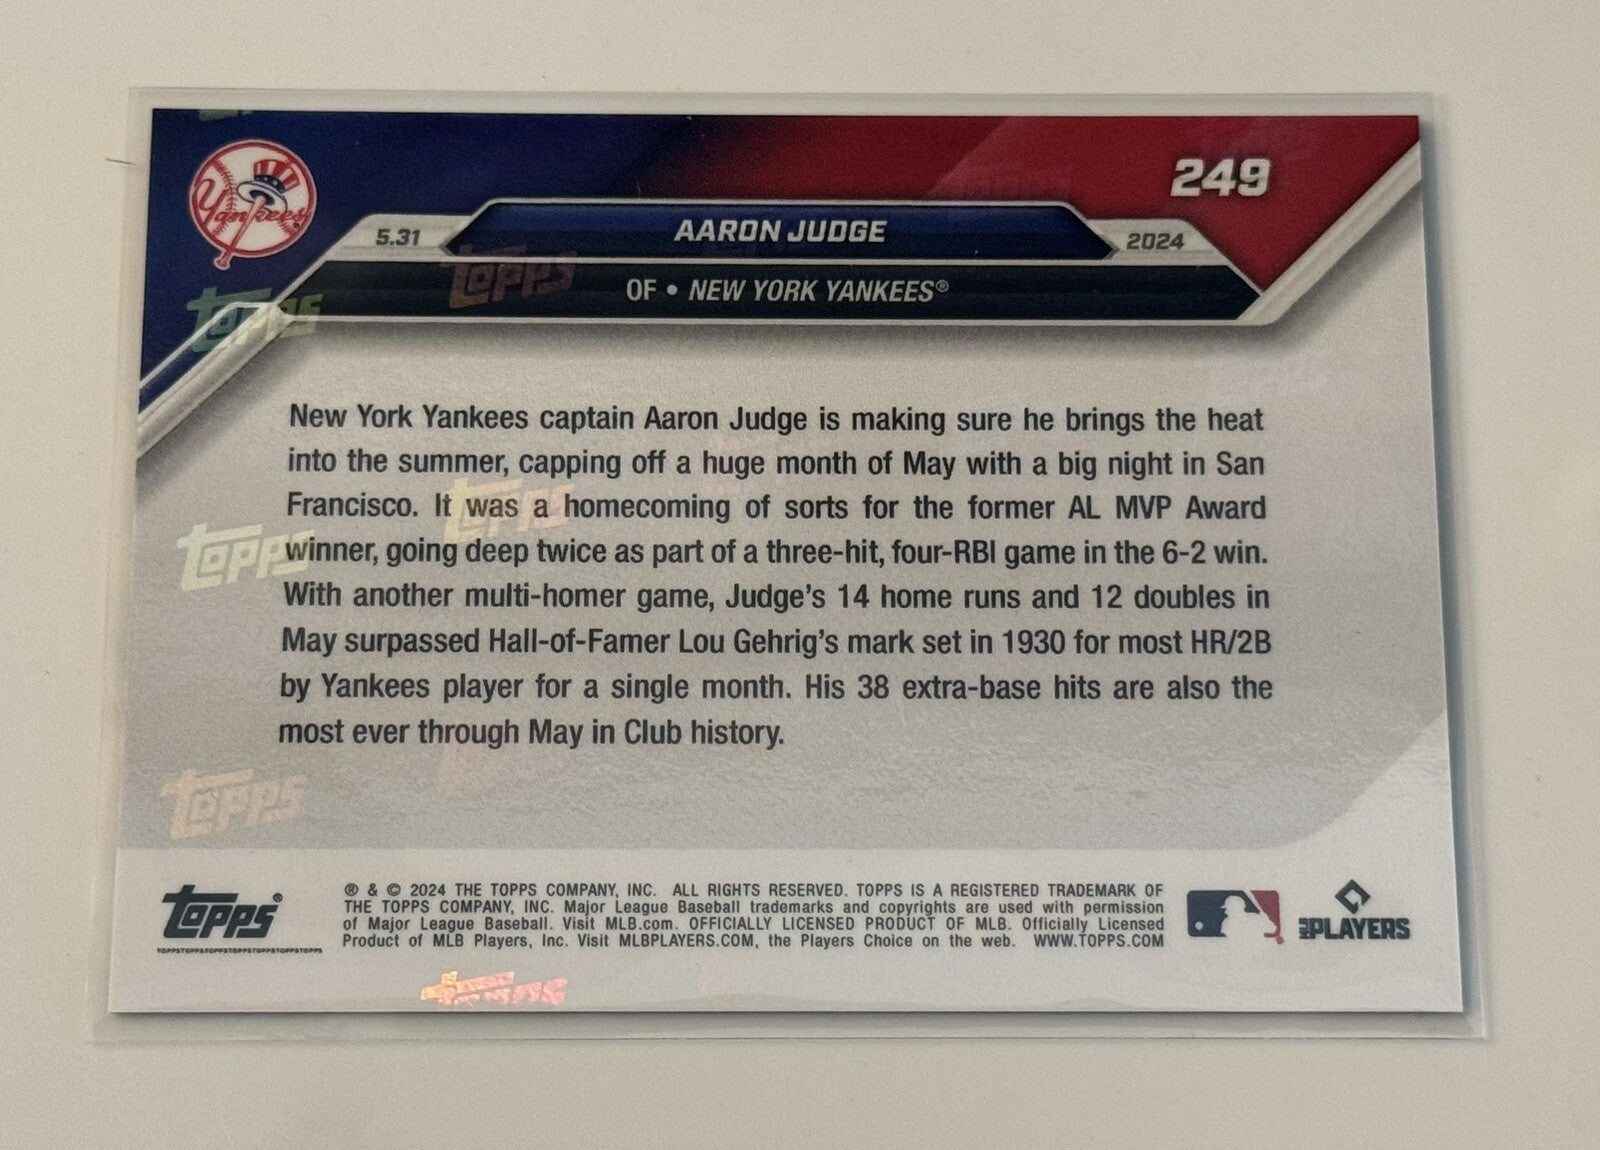 Yankees
249
5.31
AARON JUDGE
2024
OF • NEW YORK YANKEES®
New York Yankees captain Aaron Judge is making sure he brings the heat
into the summer, capping off a huge month of May with a big night in San
Francisco. It was a homecoming of sorts for the former AL MVP Award
winner, going deep twice as part of a three-hit, four-RBI game in the 6-2 win.
With another multi-homer game, Judge's 14 home runs and 12 doubles in
May surpassed Hall-of-Famer Lou Gehrig's mark set in 1930 for most HR/2B
by Yankees player for a single month. His 38 extra-base hits are also the
most ever through May in Club history.
Topps
Topps
Topps
Topps
Topps
Topps®
TOPPSTOPPSTOPPSTOPPSTOPPSTOPPSTOPPS
® & © 2024 THE TOPPS COMPANY, INC. ALL RIGHTS RESERVED. TOPPS IS A REGISTERED TRADEMARK OF
THE TOPPS COMPANY, INC. Major League Baseball trademarks and copyrights are used with permission
of Major League Baseball. Visit MLB.com. OFFICIALLY LICENSED PRODUCT OF MLB. Officially Licensed
Product of MLB Players, Inc. Visit MLBPLAYERS.COM, the Players Choice on the web. WWW.TOPPS.COM
MLB PLAYERS
Topps